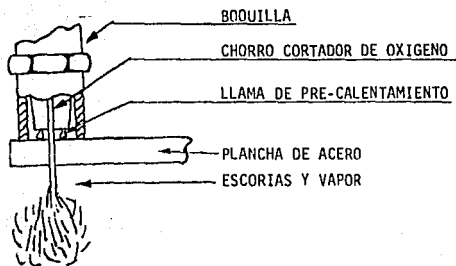 BOQUILLA
CHORRO CORTADOR DE OXIGENO
LLAMA DE PRE-CALENTAMIENTO
PLANCHA DE ACERO
ESCORIAS Y VAPOR